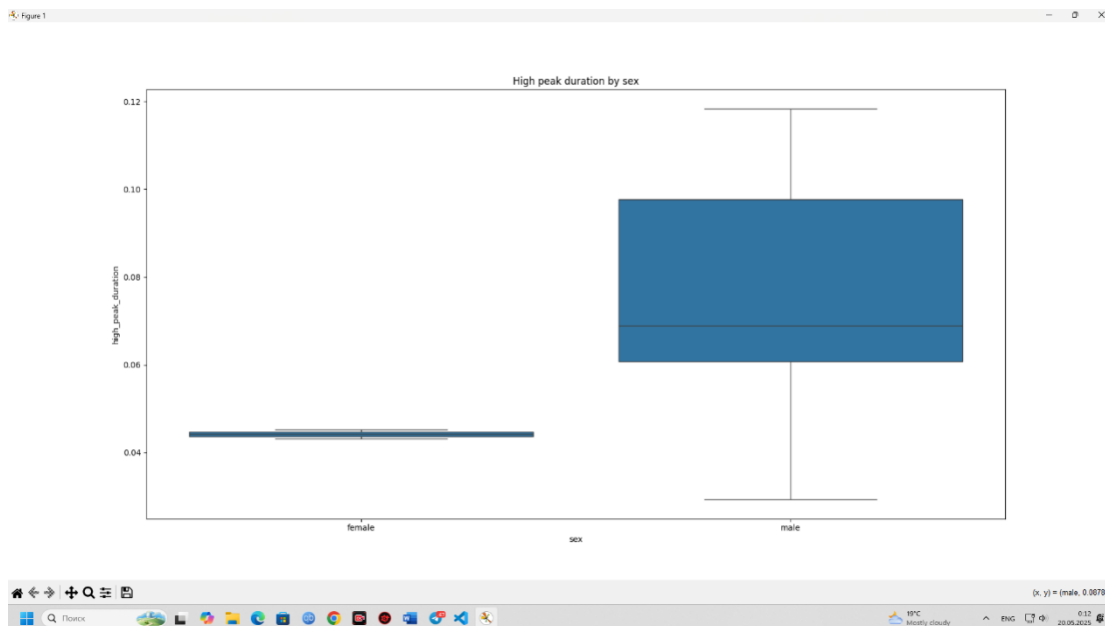 Figure 1
High peak duration by sex
0.12
0.10
0.08
0.06
0.04
high_peak_duration
female
male
sex
(x, y) = (male, 0.0878
Поиск
19°C
Mostly cloudy
ENG
0:12
20.05.2025